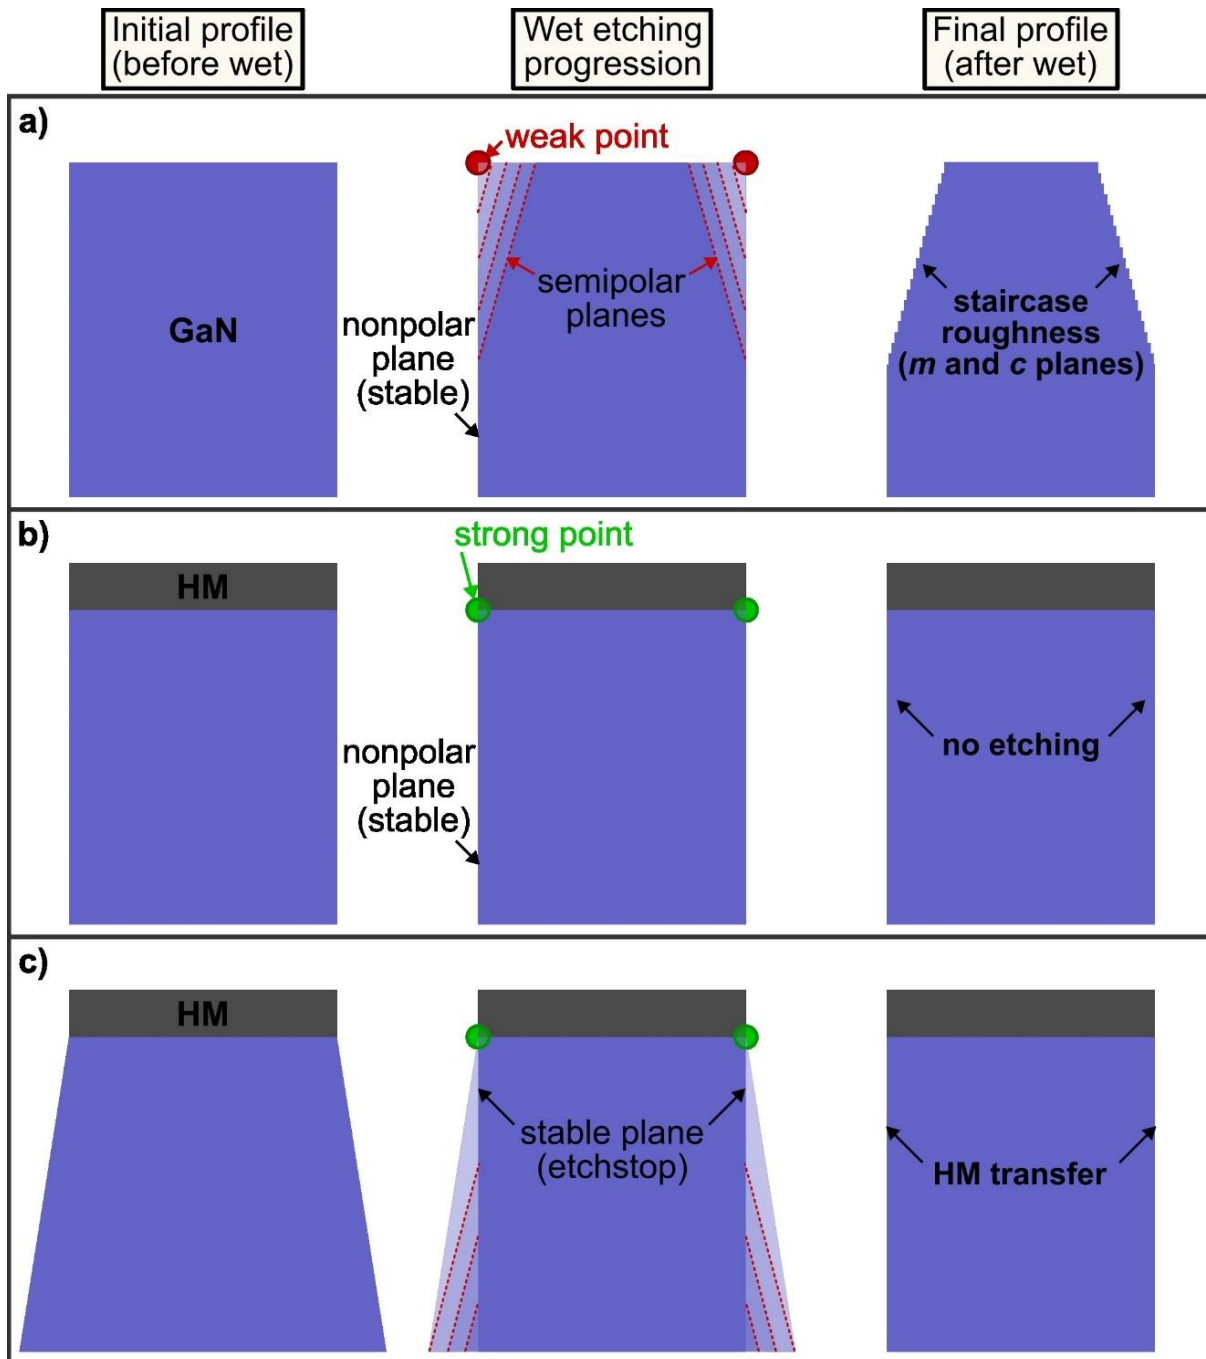 Initial profile
(before wet)
Wet etching
progression
Final profile
(after wet)
a)
GaN
weak point
semipolar
planes
nonpolar
plane
(stable)
staircase
roughness
(m and c planes)
b)
HM
strong point
nonpolar
plane
(stable)
no etching
c)
HM
stable plane
(etchstop)
HM transfer